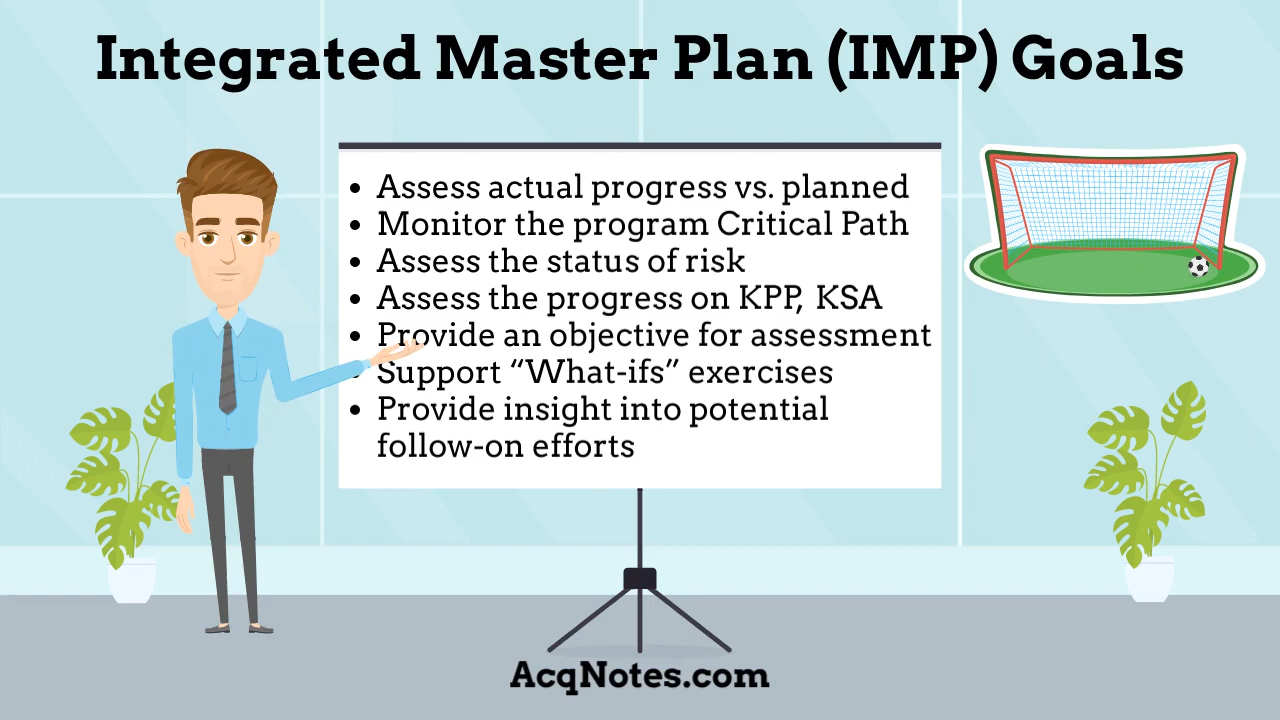 Integrated Master Plan (IMP) Goals
• Assess actual progress vs. planned
• Monitor the program Critical Path
• Assess the status of risk
• Assess the progress on KPP, KSA
• Provide an objective for assessment
• Support “What-ifs” exercises
• Provide insight into potential
follow-on efforts
AcqNotes.com